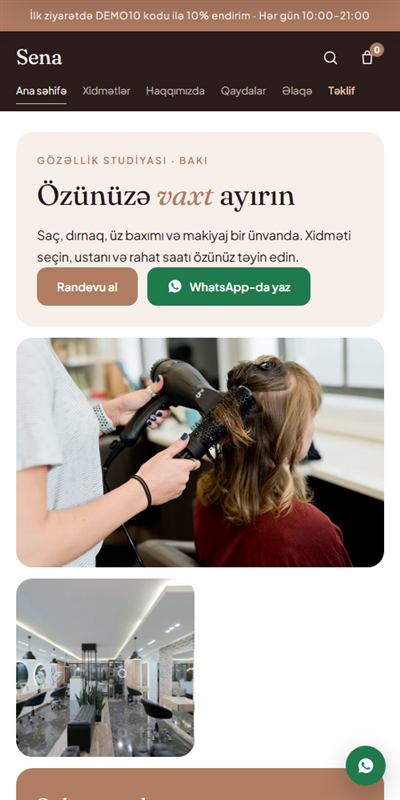 İlk ziyarətdə DEMO10 kodu ilə 10% endirim · Hər gün 10:00–21:00
Sena
0
Ana səhifə Xidmətlər Haqqımızda Qaydalar Əlaqə Təklif
GÖZƏLLİK STUDİYASI · BAKI
Özünüzə vaxt ayırın
Saç, dırnaq, üz baxımı və makiyaj bir ünvanda. Xidməti
seçin, ustanı və rahat saatı özünüz təyin edin.
Randevu al WhatsApp-da yaz